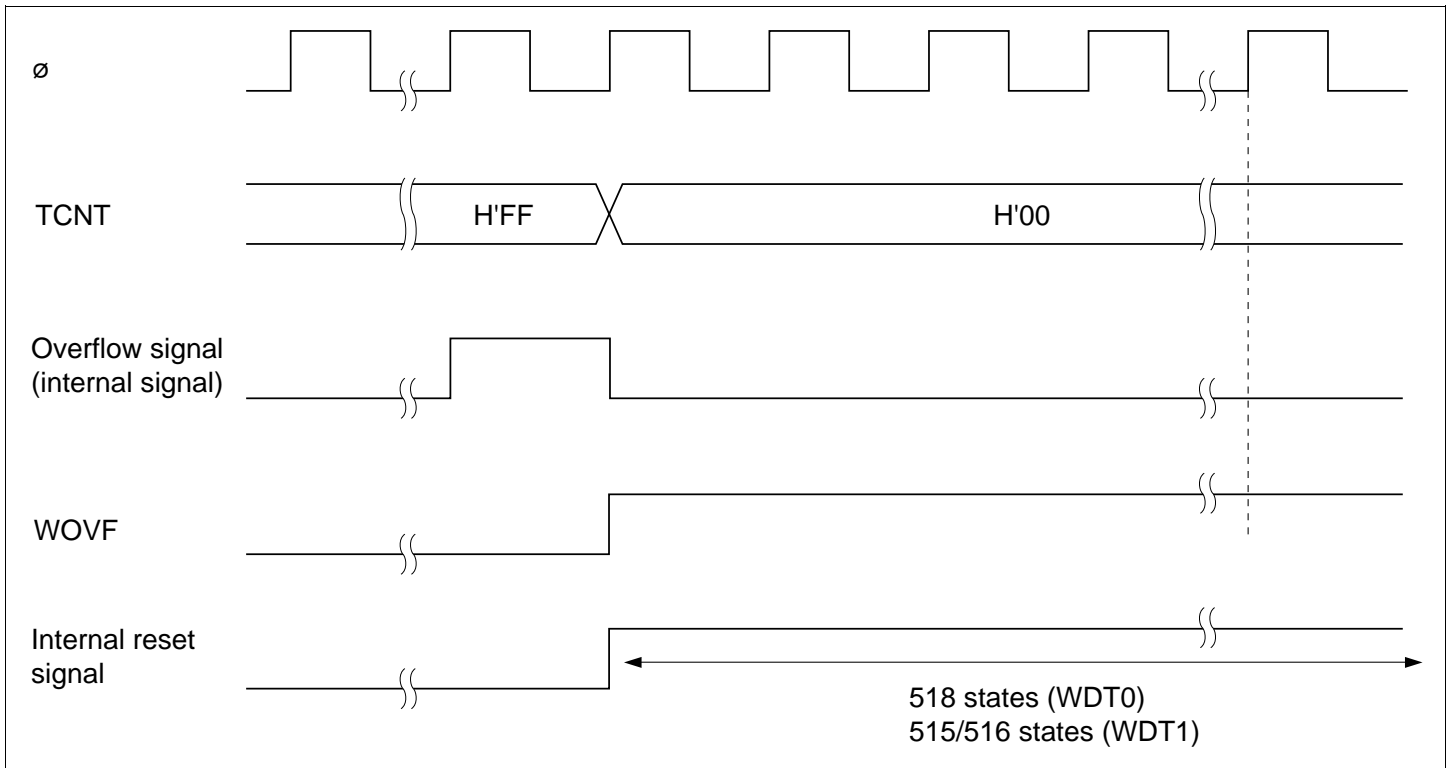 ø
TCNT
H'FF
H'00
Overflow signal
(internal signal)
WOVF
Internal reset
signal
518 states (WDT0)
515/516 states (WDT1)